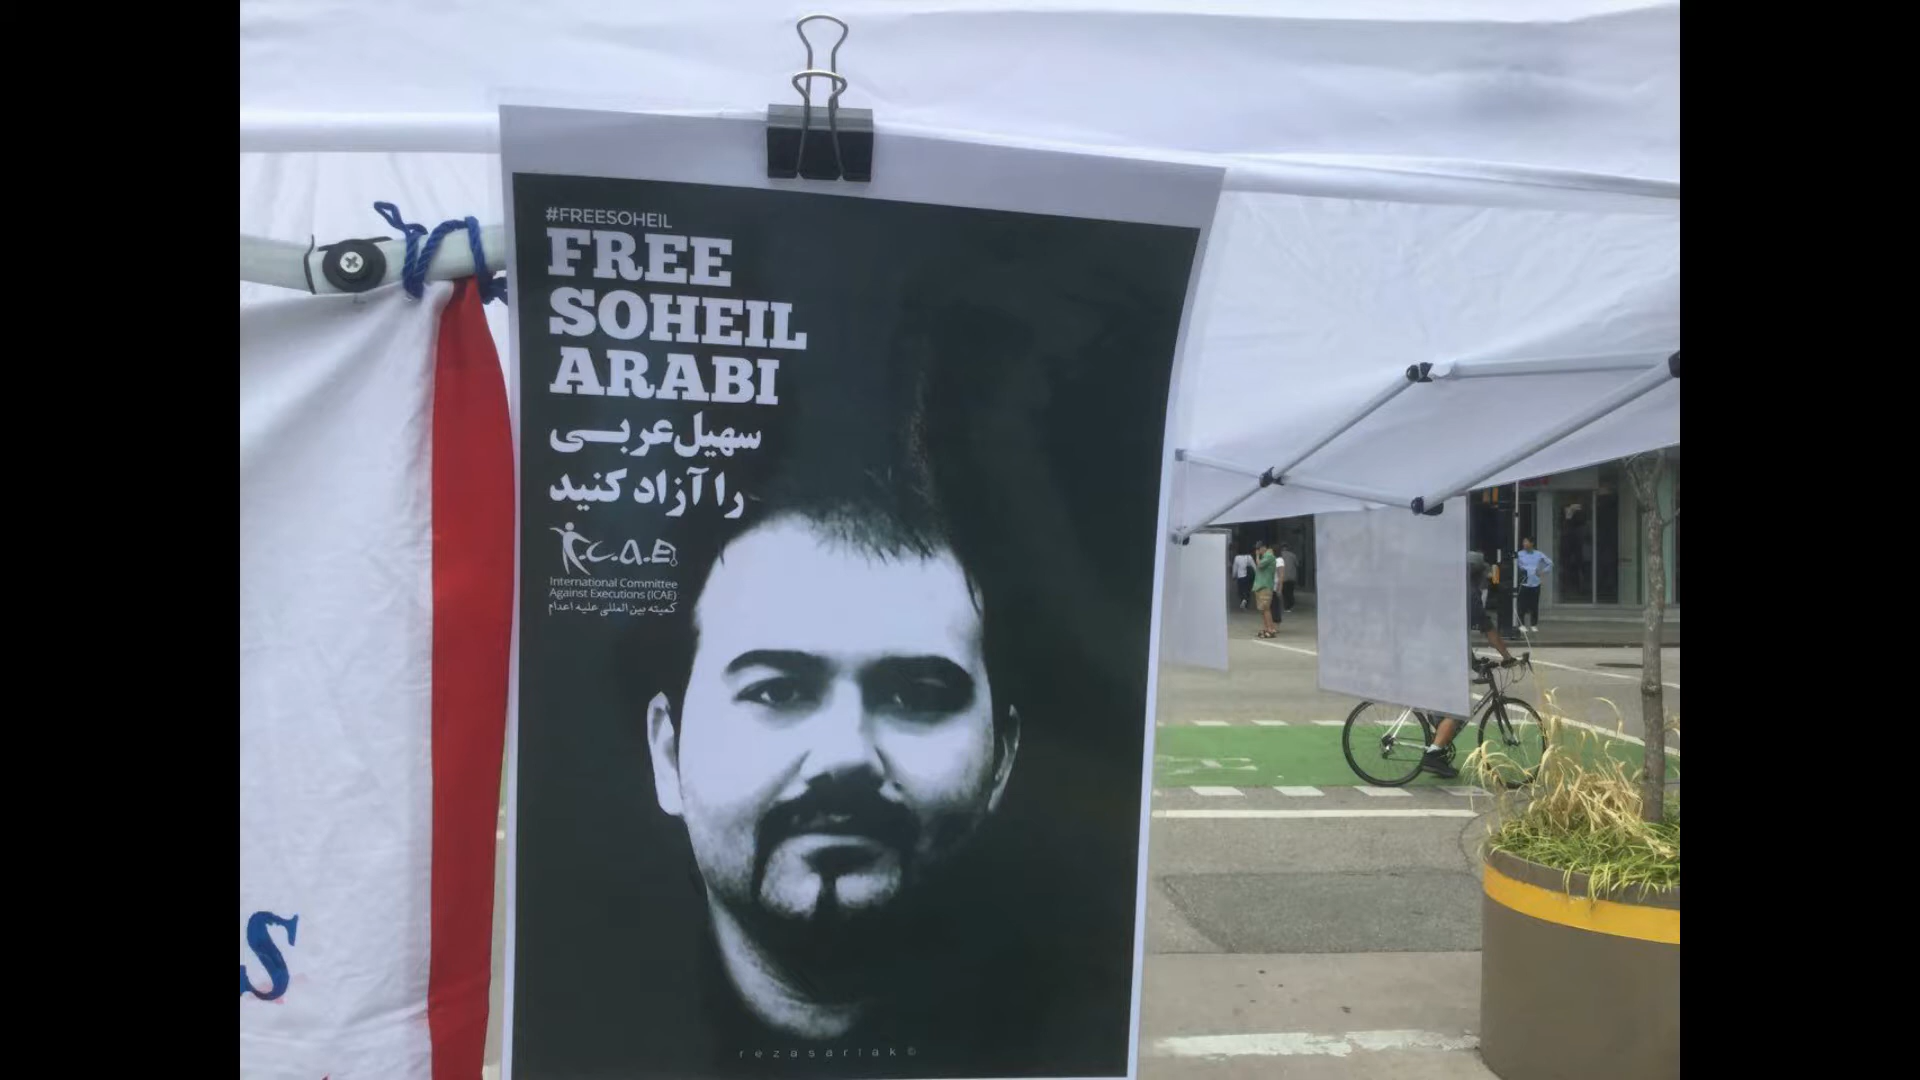 #FREESOHEIL
FREE
SOHEIL
ARABI
سهیل عربی
را آزاد کنید
I.C.A.E.
International Committee
Against Executions (ICAE)
کمیته بین المللی علیه اعدام
rezasariak©
S